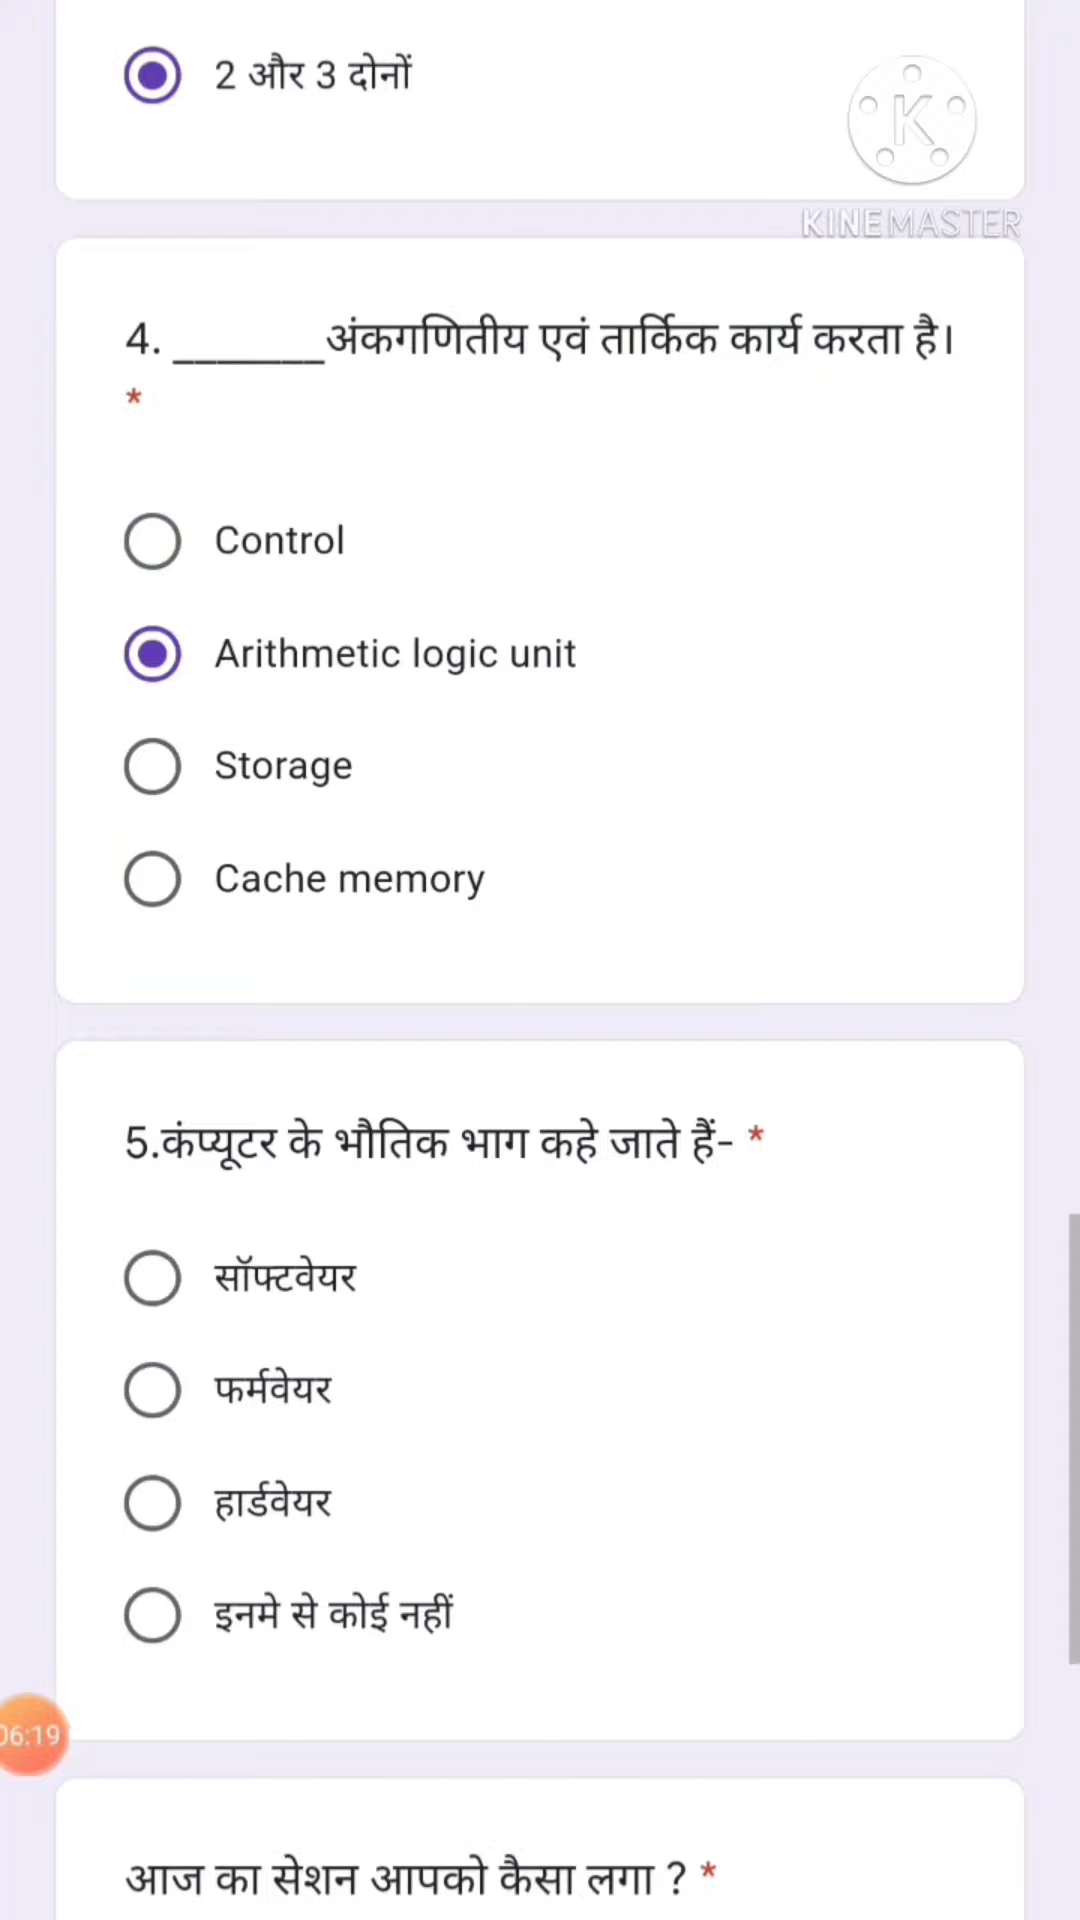 2 और 3 दोनों
K
KINEMASTER
4. _______अंकगणितीय एवं तार्किक कार्य करता है।
*
Control
Arithmetic logic unit
Storage
Cache memory
5.कंप्यूटर के भौतिक भाग कहे जाते हैं- *
सॉफ्टवेयर
फर्मवेयर
हार्डवेयर
इनमे से कोई नहीं
06:19
आज का सेशन आपको कैसा लगा ? *